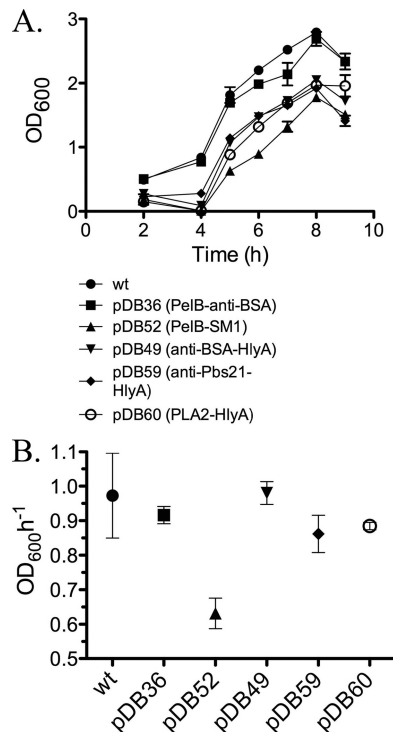 A.
3
2
1
0
OD600
0 2 4 6 8 10
Time (h)
wt
pDB36 (PelB-anti-BSA)
pDB52 (PelB-SM1)
pDB49 (anti-BSA-HlyA)
pDB59 (anti-Pbs21-
HlyA)
pDB60 (PLA2-HlyA)
B.
1.1
1.0
0.9
0.8
0.7
0.6
0.5
OD600h-1
wt
pDB36
pDB52
pDB49
pDB59
pDB60